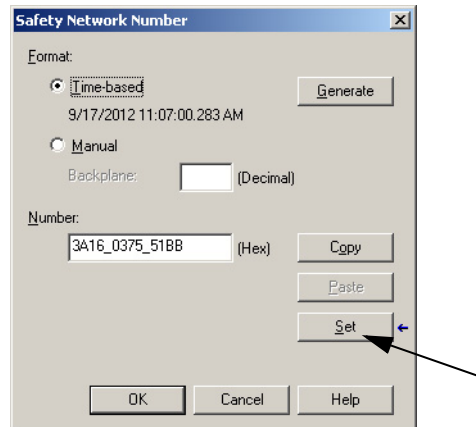 Safety Network Number
Format:
Time-based
Generate
9/17/2012 11:07:00.283 AM
Manual
Backplane:
(Decimal)
Number:
3A16_0375_51BB
(Hex)
Copy
Paste
Set
OK
Cancel
Help